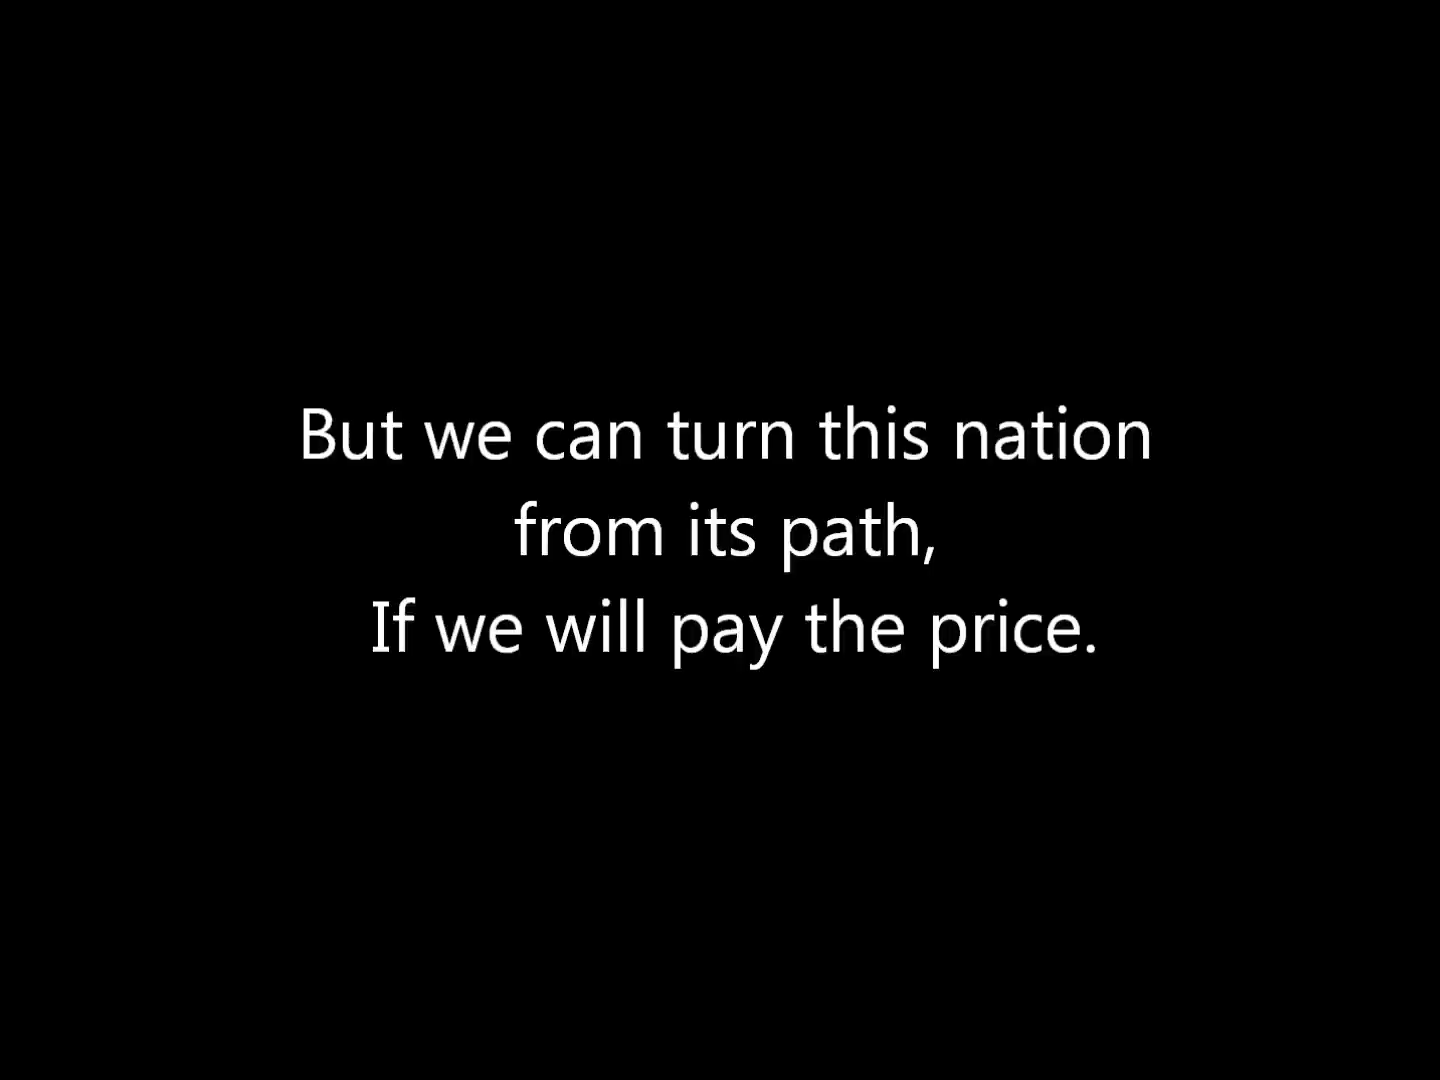 But we can turn this nation
from its path,
If we will pay the price.